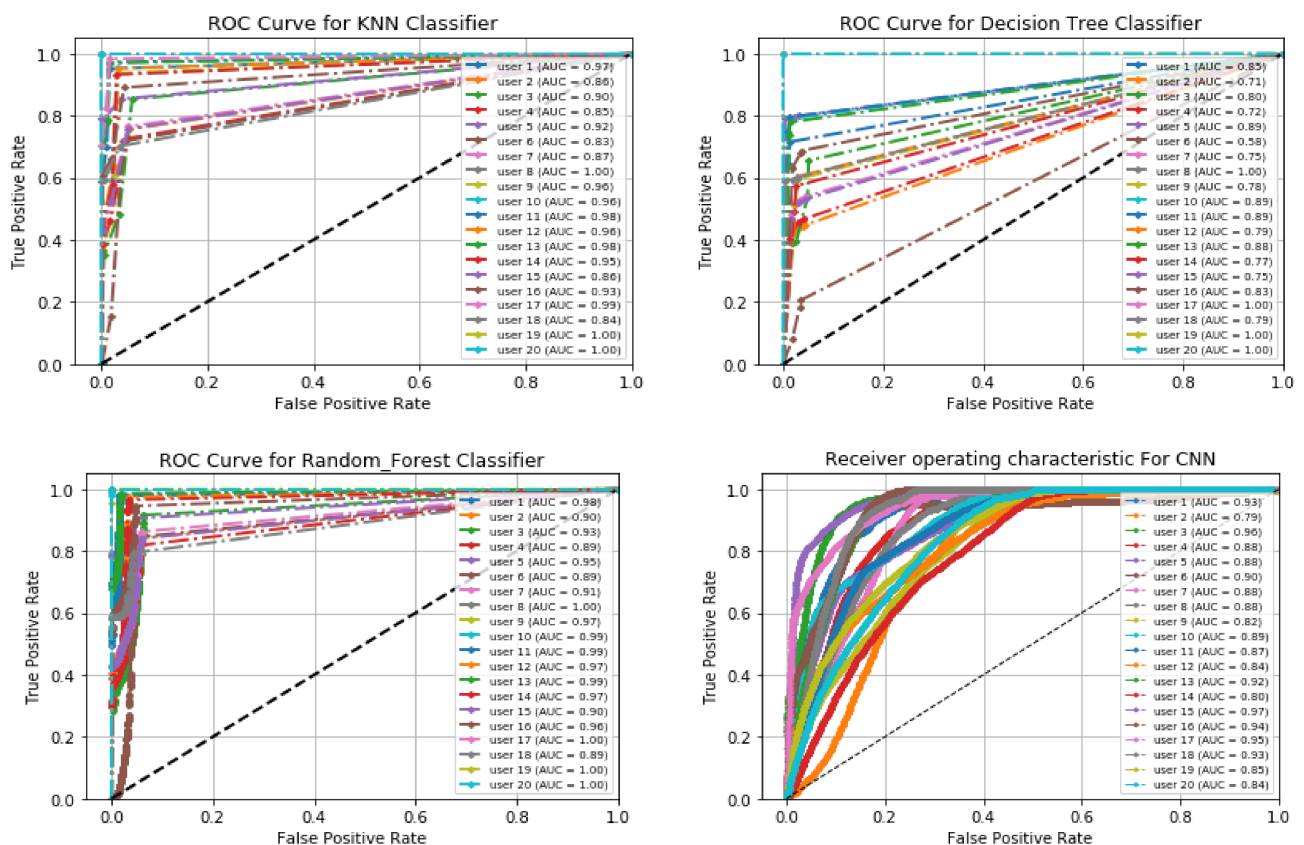 ROC Curve for KNN Classifier
True Positive Rate
1.0
0.8
0.6
0.4
0.2
0.0
user 1 (AUC = 0.97)
user 2 (AUC = 0.86)
user 3 (AUC = 0.90)
user 4 (AUC = 0.85)
user 5 (AUC = 0.92)
user 6 (AUC = 0.83)
user 7 (AUC = 0.87)
user 8 (AUC = 1.00)
user 9 (AUC = 0.96)
user 10 (AUC = 0.96)
user 11 (AUC = 0.98)
user 12 (AUC = 0.96)
user 13 (AUC = 0.98)
user 14 (AUC = 0.95)
user 15 (AUC = 0.86)
user 16 (AUC = 0.93)
user 17 (AUC = 0.99)
user 18 (AUC = 0.84)
user 19 (AUC = 1.00)
user 20 (AUC = 1.00)
0.0 0.2 0.4 0.6 0.8 1.0
False Positive Rate
ROC Curve for Decision Tree Classifier
True Positive Rate
1.0
0.8
0.6
0.4
0.2
0.0
user 1 (AUC = 0.85)
user 2 (AUC = 0.71)
user 3 (AUC = 0.80)
user 4 (AUC = 0.72)
user 5 (AUC = 0.89)
user 6 (AUC = 0.58)
user 7 (AUC = 0.75)
user 8 (AUC = 1.00)
user 9 (AUC = 0.78)
user 10 (AUC = 0.89)
user 11 (AUC = 0.89)
user 12 (AUC = 0.79)
user 13 (AUC = 0.88)
user 14 (AUC = 0.77)
user 15 (AUC = 0.75)
user 16 (AUC = 0.83)
user 17 (AUC = 1.00)
user 18 (AUC = 0.79)
user 19 (AUC = 1.00)
user 20 (AUC = 1.00)
0.0 0.2 0.4 0.6 0.8 1.0
False Positive Rate
ROC Curve for Random_Forest Classifier
True Positive Rate
1.0
0.8
0.6
0.4
0.2
0.0
user 1 (AUC = 0.98)
user 2 (AUC = 0.90)
user 3 (AUC = 0.93)
user 4 (AUC = 0.89)
user 5 (AUC = 0.95)
user 6 (AUC = 0.89)
user 7 (AUC = 0.91)
user 8 (AUC = 1.00)
user 9 (AUC = 0.97)
user 10 (AUC = 0.99)
user 11 (AUC = 0.99)
user 12 (AUC = 0.97)
user 13 (AUC = 0.99)
user 14 (AUC = 0.97)
user 15 (AUC = 0.90)
user 16 (AUC = 0.96)
user 17 (AUC = 1.00)
user 18 (AUC = 0.89)
user 19 (AUC = 1.00)
user 20 (AUC = 1.00)
0.0 0.2 0.4 0.6 0.8 1.0
False Positive Rate
Receiver operating characteristic For CNN
True Positive Rate
1.0
0.8
0.6
0.4
0.2
0.0
user 1 (AUC = 0.93)
user 2 (AUC = 0.79)
user 3 (AUC = 0.96)
user 4 (AUC = 0.88)
user 5 (AUC = 0.88)
user 6 (AUC = 0.90)
user 7 (AUC = 0.88)
user 8 (AUC = 0.88)
user 9 (AUC = 0.82)
user 10 (AUC = 0.89)
user 11 (AUC = 0.87)
user 12 (AUC = 0.84)
user 13 (AUC = 0.92)
user 14 (AUC = 0.80)
user 15 (AUC = 0.97)
user 16 (AUC = 0.94)
user 17 (AUC = 0.95)
user 18 (AUC = 0.93)
user 19 (AUC = 0.85)
user 20 (AUC = 0.84)
0.0 0.2 0.4 0.6 0.8 1.0
False Positive Rate